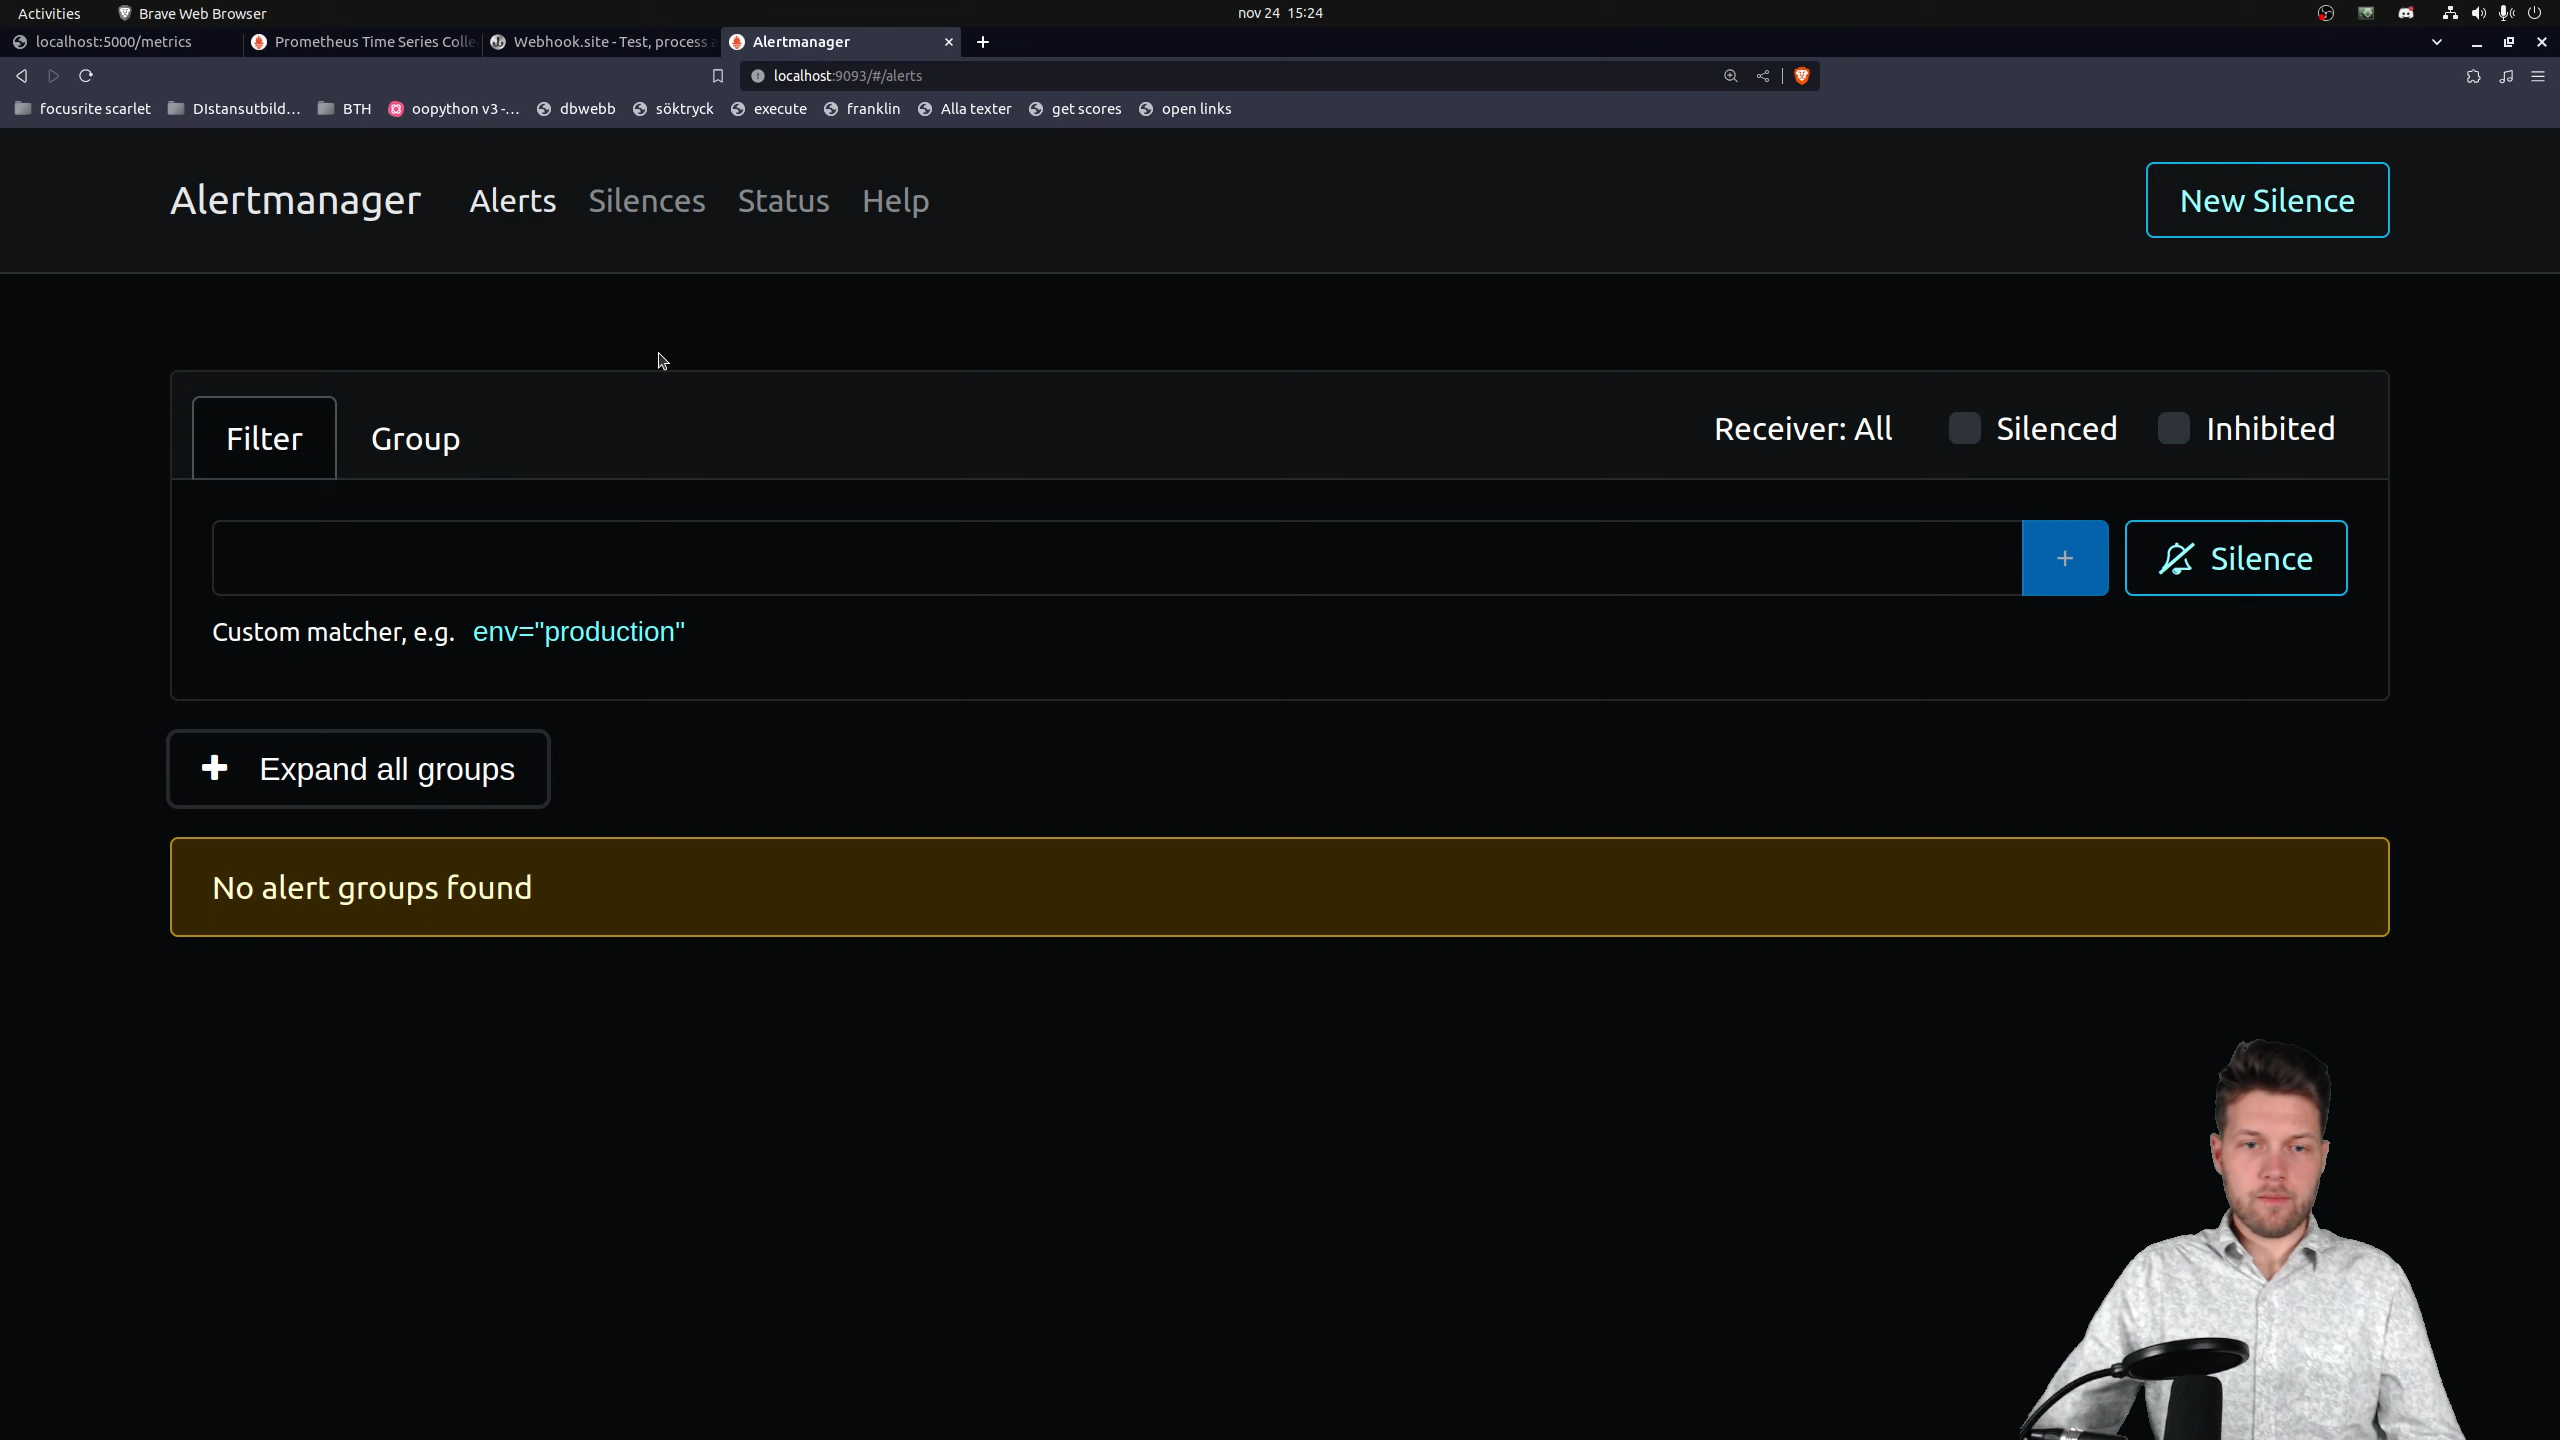 Activities Brave Web Browser nov 24 15:24
localhost:5000/metrics Prometheus Time Series Colle Webhook.site - Test, process a Alertmanager
localhost:9093/#/alerts
focusrite scarlet DIstansutbild... BTH oopython v3 -... dbwebb söktryck execute franklin Alla texter get scores open links
Alertmanager Alerts Silences Status Help New Silence
Filter Group Receiver: All Silenced Inhibited
+ Silence
Custom matcher, e.g. env="production"
+ Expand all groups
No alert groups found